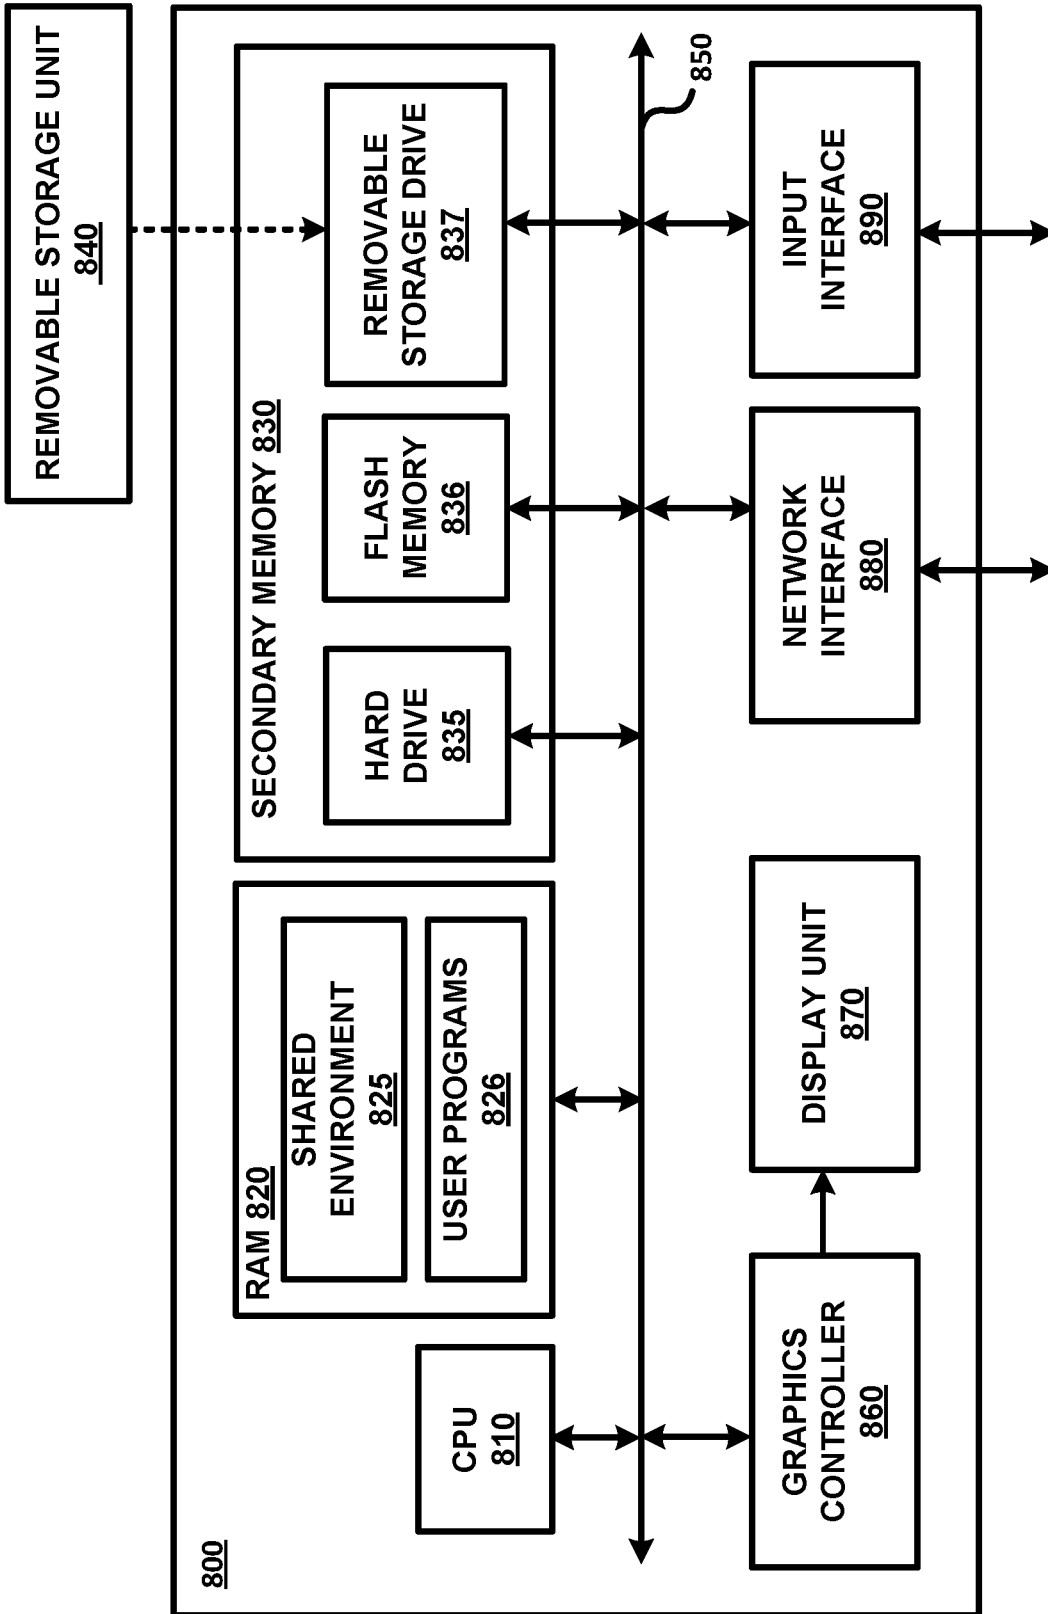 REMOVABLE STORAGE UNIT
840
800
CPU
810
RAM 820
SHARED
ENVIRONMENT
825
USER PROGRAMS
826
SECONDARY MEMORY 830
HARD
DRIVE
835
FLASH
MEMORY
836
REMOVABLE
STORAGE DRIVE
837
850
GRAPHICS
CONTROLLER
860
DISPLAY UNIT
870
NETWORK
INTERFACE
880
INPUT
INTERFACE
890